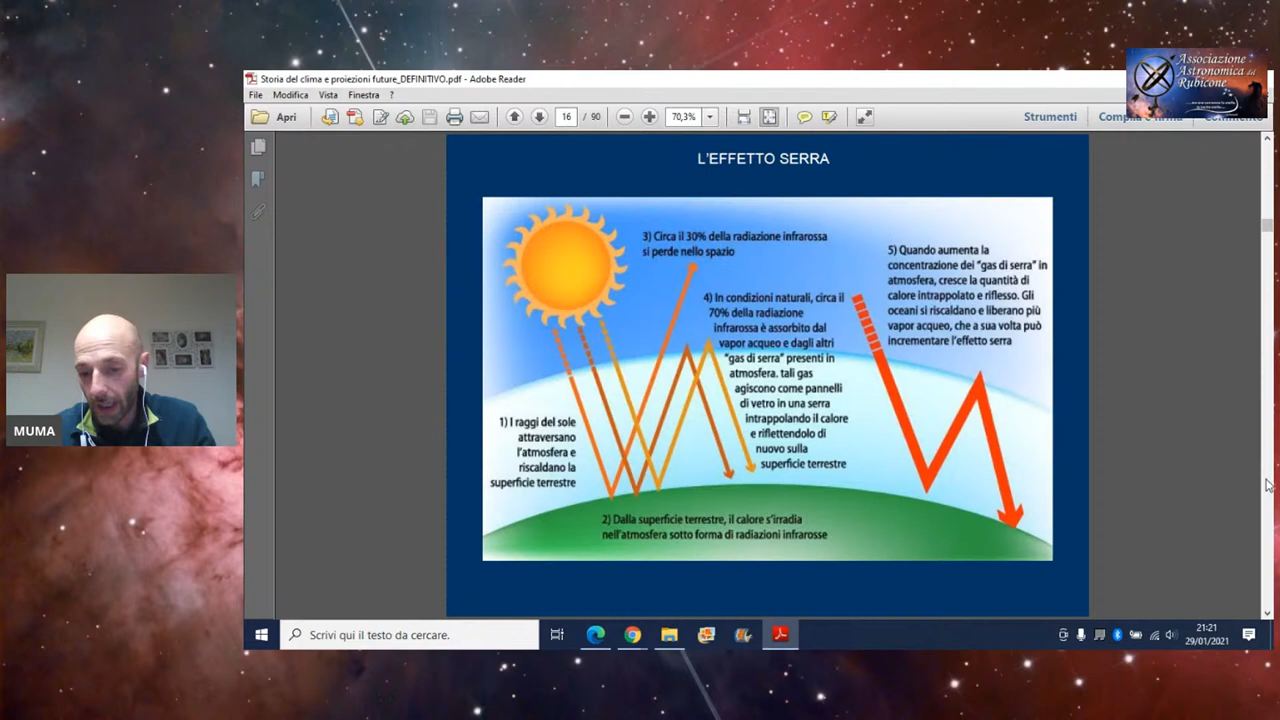 Storia del clima e proiezioni future_DEFINITIVO.pdf - Adobe Reader
Associazione
Astronomica del
Rubicone
File Modifica Vista Finestra ?
Apri 16 / 90 70,3% Strumenti
L'EFFETTO SERRA
3) Circa il 30% della radiazione infrarossa
si perde nello spazio
4) In condizioni naturali, circa il
70% della radiazione
infrarossa è assorbito dal
vapor acqueo e dagli altri
"gas di serra" presenti in
atmosfera. tali gas
agiscono come pannelli
di vetro in una serra
intrappolando il calore
e riflettendolo di
nuovo sulla
superficie terrestre
5) Quando aumenta la
concentrazione dei "gas di serra" in
atmosfera, cresce la quantità di
calore intrappolato e riflesso. Gli
oceani si riscaldano e liberano più
vapor acqueo, che a sua volta può
incrementare l'effetto serra
1) I raggi del sole
attraversano
l'atmosfera e
riscaldano la
superficie terrestre
2) Dalla superficie terrestre, il calore s'irradia
nell'atmosfera sotto forma di radiazioni infrarosse
MUMA
Scrivi qui il testo da cercare.
21:21
29/01/2021